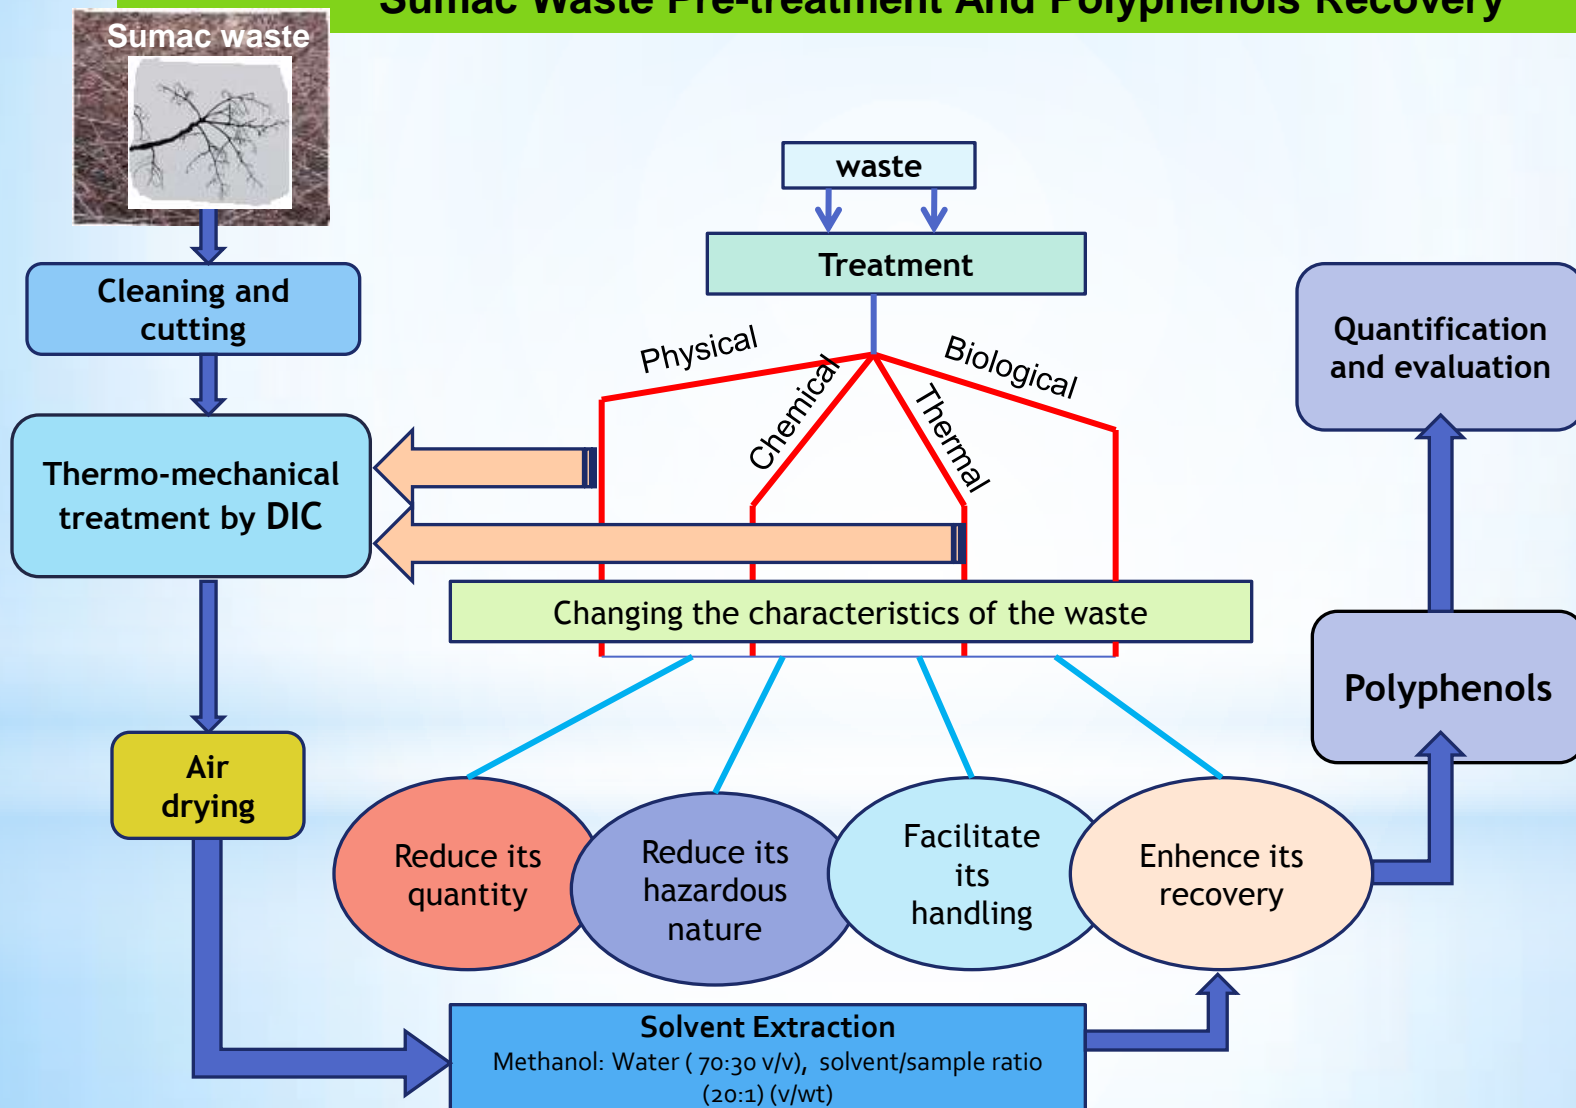 Sumac Waste Pre-treatment And Polyphenols Recovery
Sumac waste
waste
Treatment
Cleaning and
cutting
Physical
Chemical
Thermal
Biological
Quantification
and evaluation
Thermo-mechanical
treatment by DIC
Changing the characteristics of the waste
Polyphenols
Air
drying
Reduce its
quantity
Reduce its
hazardous
nature
Facilitate
its
handling
Enhence its
recovery
Solvent Extraction
Methanol: Water ( 70:30 v/v), solvent/sample ratio
(20:1) (v/wt)